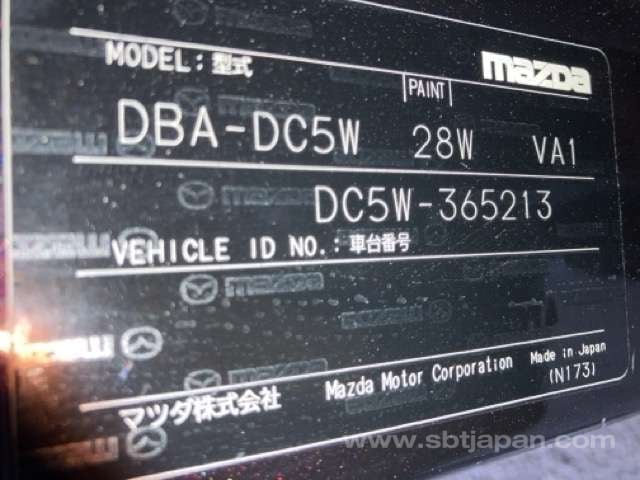 MODEL: 型式
mazda
PAINT
DBA-DC5W 28W VA1
DC5W-365213
VEHICLE ID NO.: 車台番号
マツダ株式会社 Mazda Motor Corporation Made in Japan
(N173)
www.sbtjapan.com